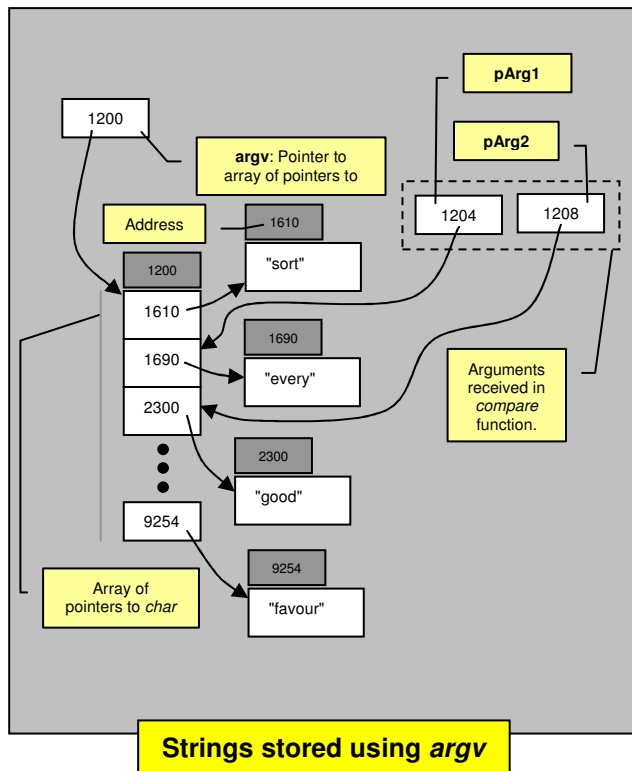 pArg1
1200
pArg2
argv: Pointer to
array of pointers to
Address
1610
1204
1208
"sort"
1200
1610
1690
1690
"every"
2300
Arguments
received in
compare
function.
2300
"good"
9254
9254
"favour"
Array of
pointers to char
Strings stored using argv